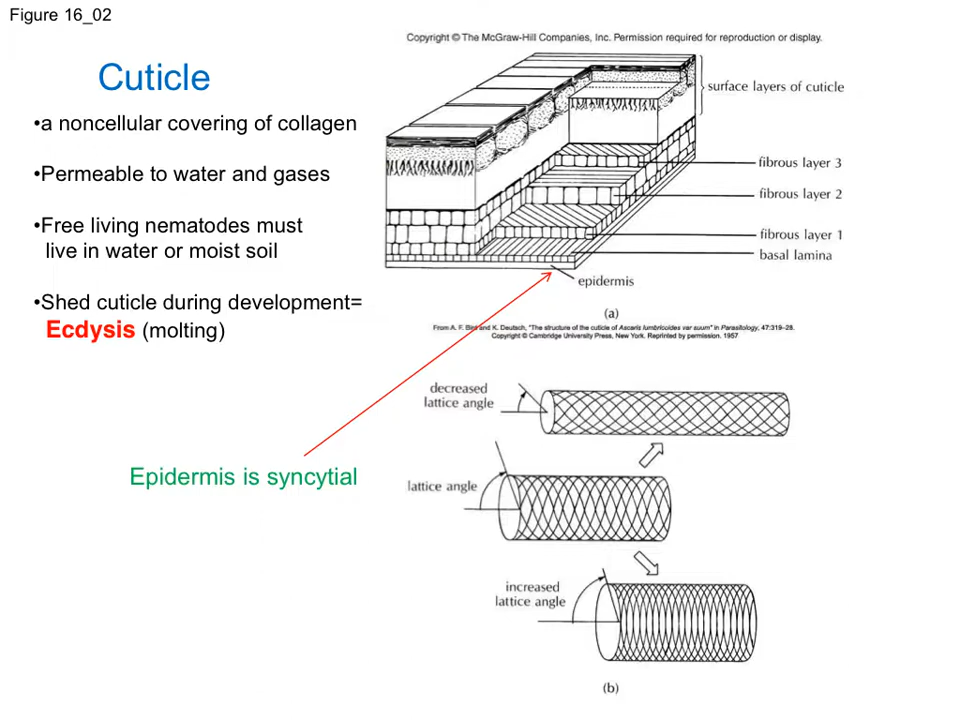 Figure 16_02
Copyright © The McGraw-Hill Companies, Inc. Permission required for reproduction or display.
Cuticle
•a noncellular covering of collagen
•Permeable to water and gases
•Free living nematodes must
live in water or moist soil
•Shed cuticle during development=
Ecdysis (molting)
Epidermis is syncytial
surface layers of cuticle
fibrous layer 3
fibrous layer 2
fibrous layer 1
basal lamina
epidermis
(a)
From A. F. Bird and K. Deutsch, "The structure of the cuticle of Ascaris lumbricoides var suum" in Parasitology, 47:319–28.
Copyright © Cambridge University Press, New York. Reprinted by permission. 1957
decreased
lattice angle
lattice angle
increased
lattice angle
(b)